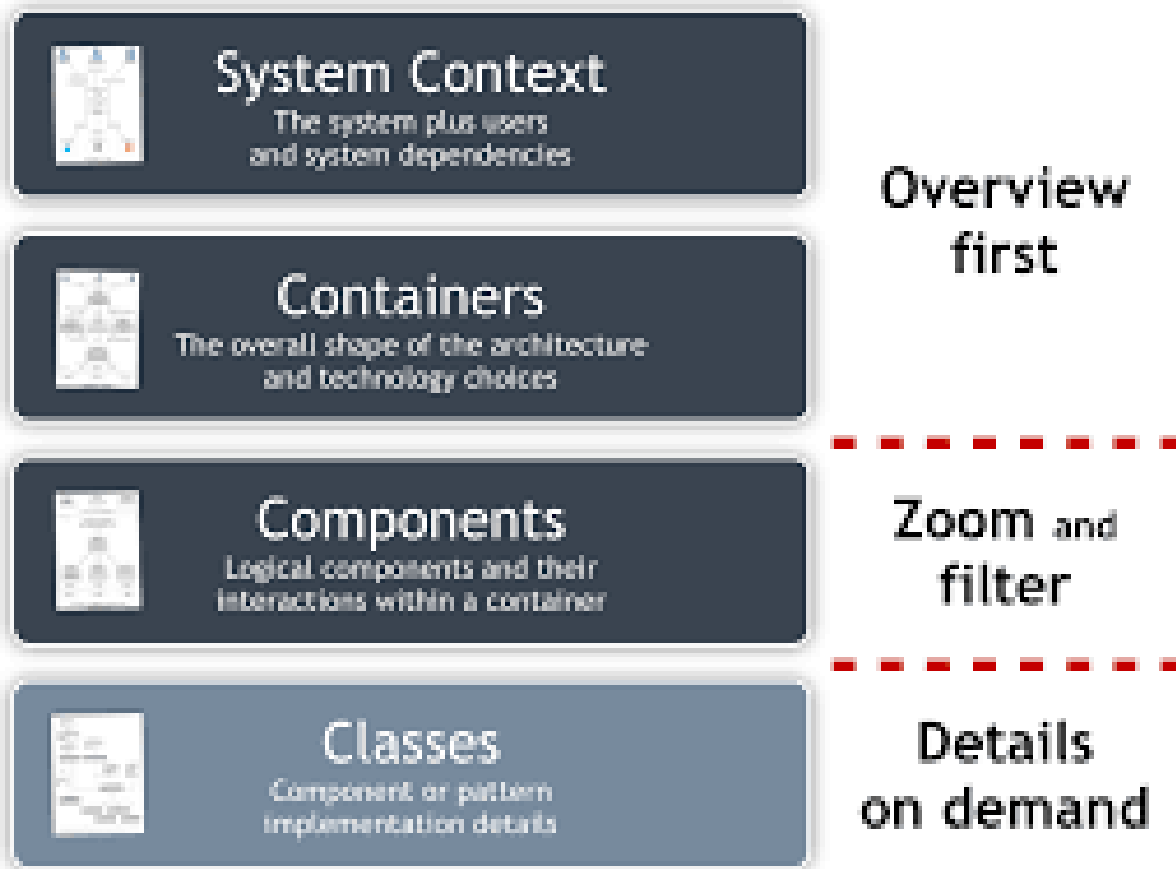 System Context
The system plus users
and system dependencies
Overview
first
Containers
The overall shape of the architecture
and technology choices
Components
Logical components and their
interactions within a container
Zoom and
filter
Classes
Component or pattern
implementation details
Details
on demand